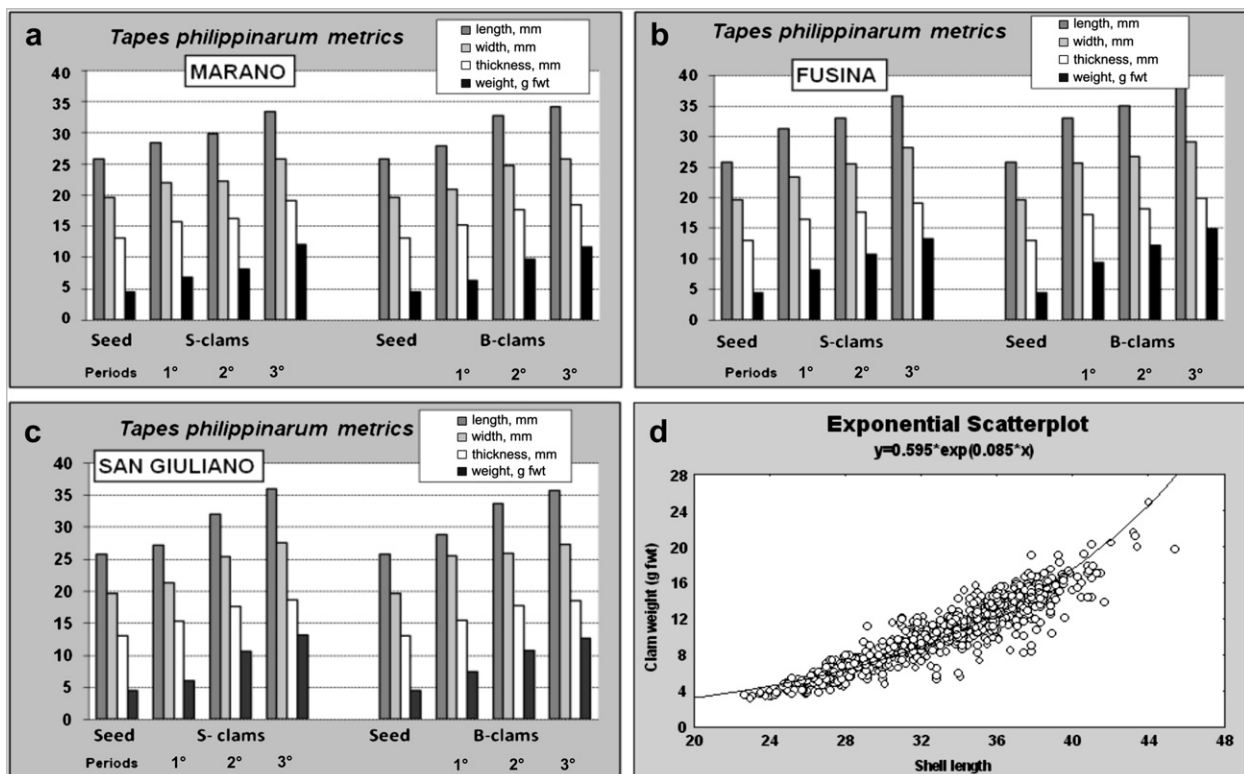 a
Tapes philippinarum metrics
length, mm
width, mm
thickness, mm
weight, g fwt
MARANO
40
35
30
25
20
15
10
5
0
Seed S-clams Seed B-clams
Periods 1° 2° 3° 1° 2° 3°
b
Tapes philippinarum metrics
length, mm
width, mm
thickness, mm
weight, g fwt
FUSINA
40
35
30
25
20
15
10
5
0
Seed S-clams Seed B-clams
Periods 1° 2° 3° 1° 2° 3°
c
Tapes philippinarum metrics
length, mm
width, mm
thickness, mm
weight, g fwt
SAN GIULIANO
40
35
30
25
20
15
10
5
0
Seed S- clams Seed B-clams
Periods 1° 2° 3° 1° 2° 3°
d
Exponential Scatterplot
y=0.595*exp(0.085*x)
Clam weight (g fwt)
28
24
20
16
12
8
4
0
20 24 28 32 36 40 44 48
Shell length